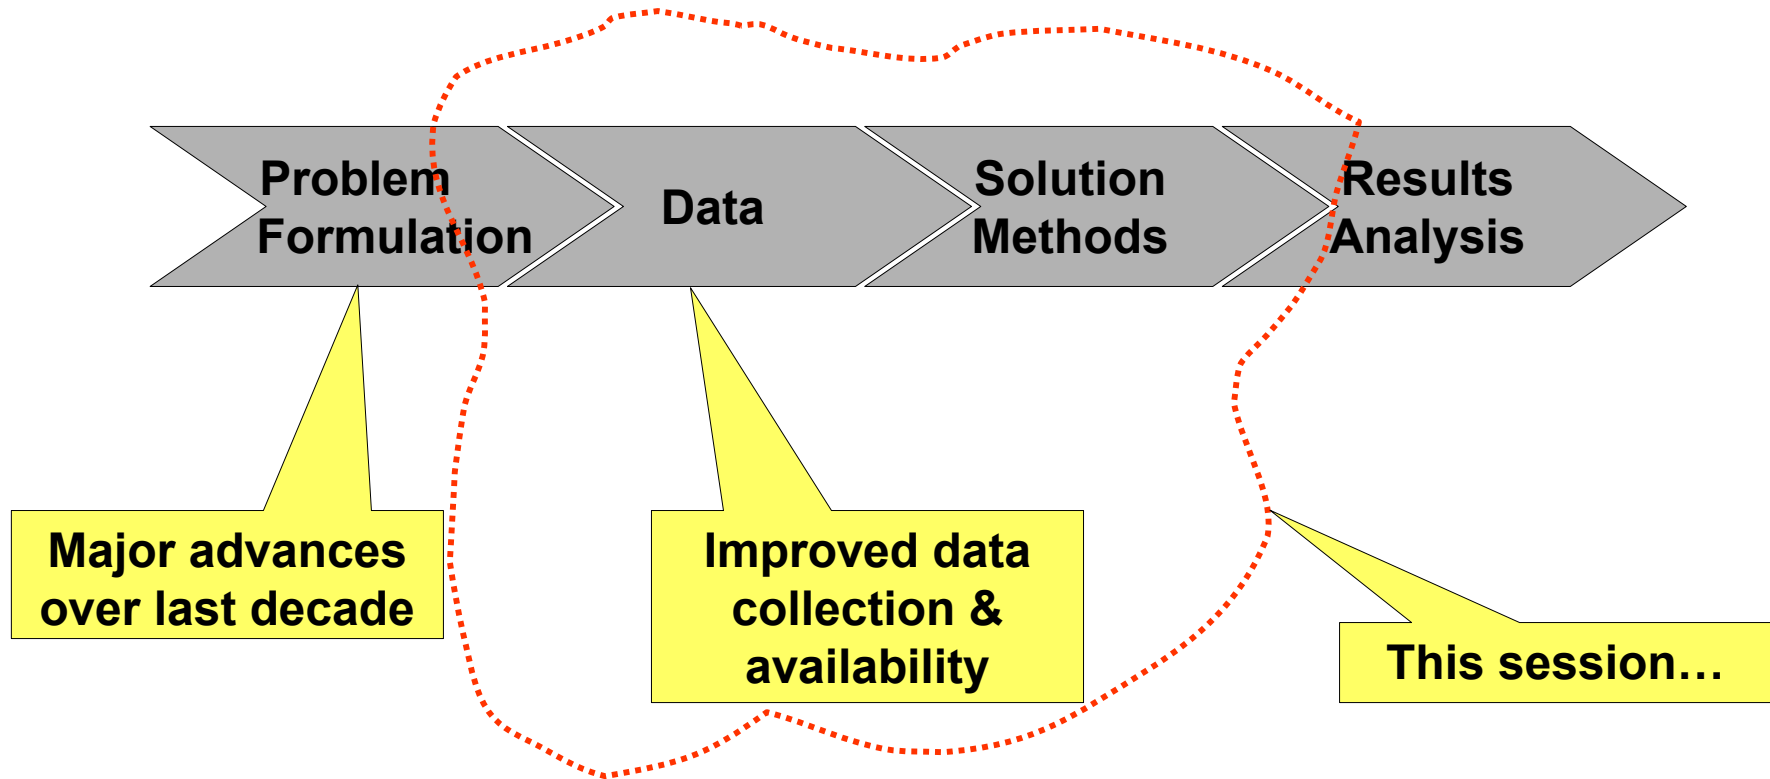 Problem
Formulation
Data
Solution
Methods
Results
Analysis
Major advances
over last decade
Improved data
collection &
availability
This session…